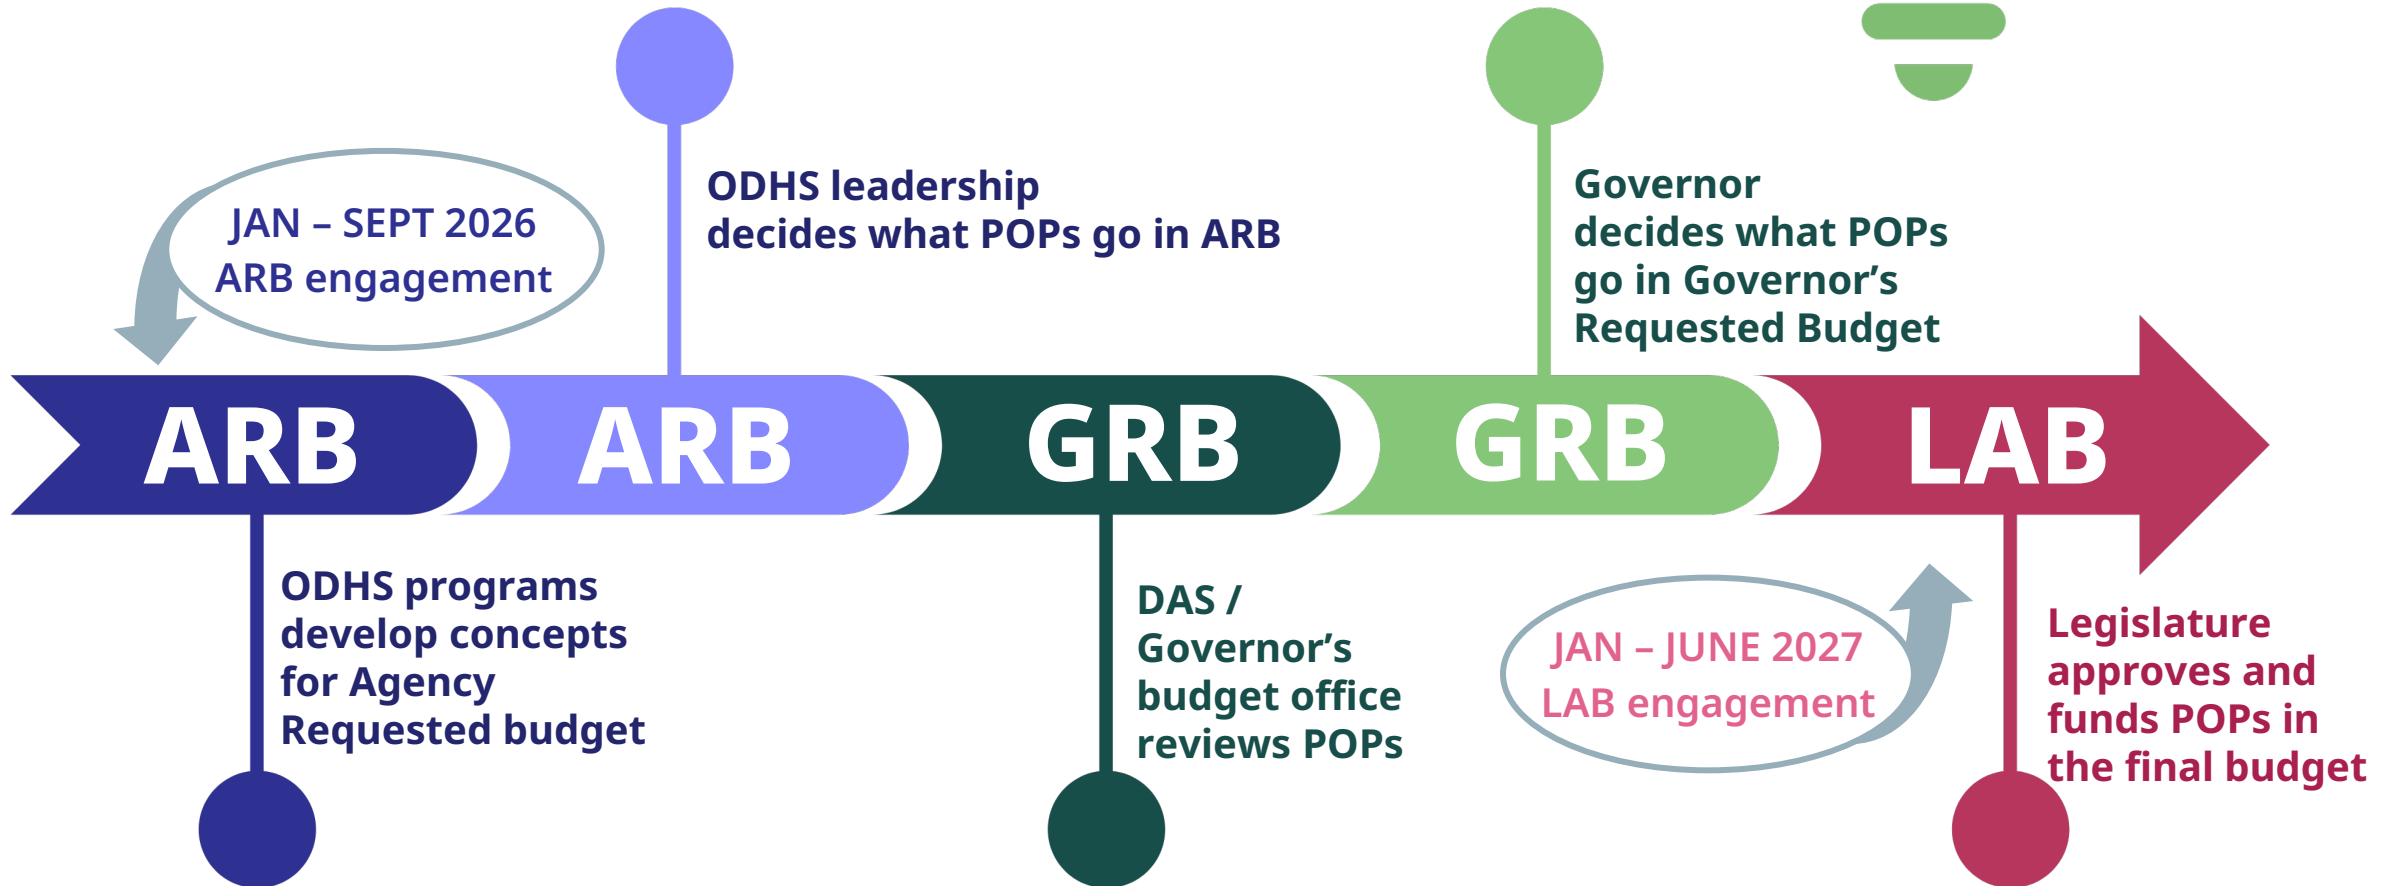 JAN – SEPT 2026
ARB engagement
ODHS leadership
decides what POPs go in ARB
Governor
decides what POPs
go in Governor’s
Requested Budget
ARB
ARB
GRB
GRB
LAB
ODHS programs
develop concepts
for Agency
Requested budget
DAS /
Governor’s
budget office
reviews POPs
JAN – JUNE 2027
LAB engagement
Legislature
approves and
funds POPs in
the final budget